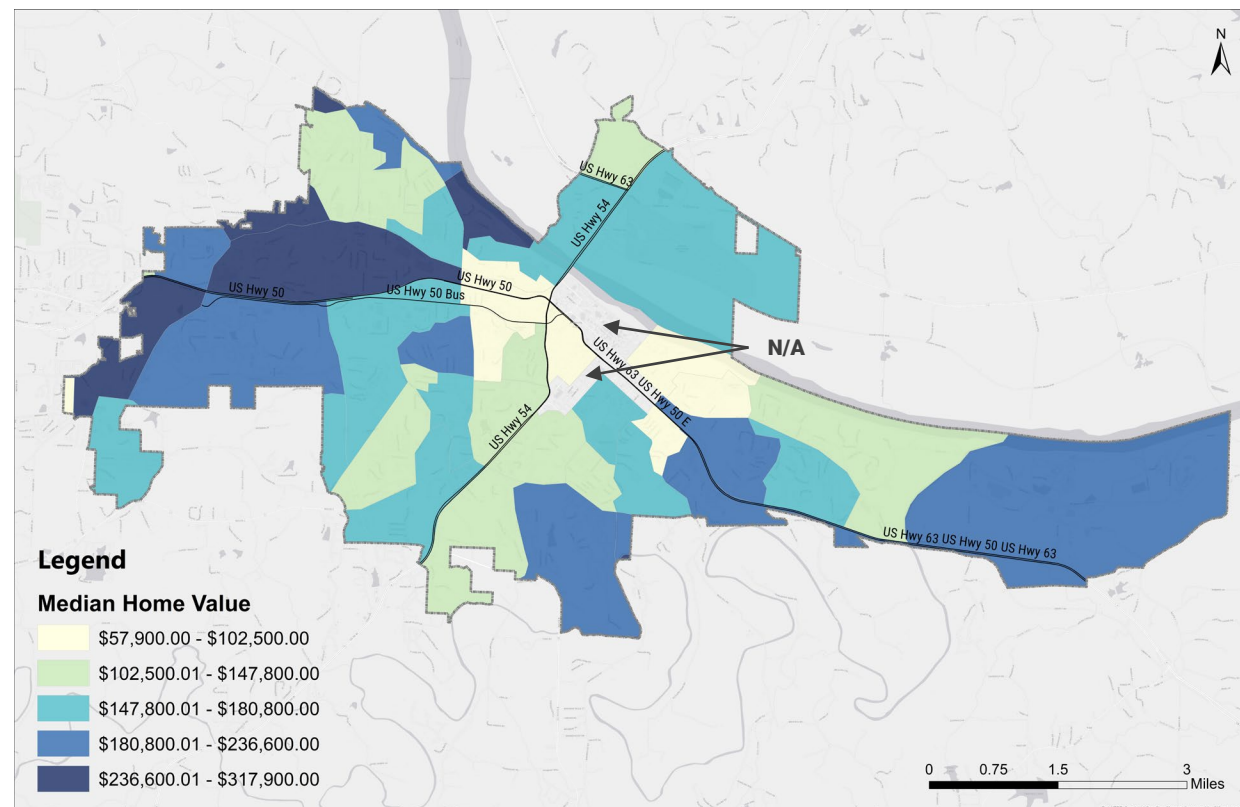 N
US Hwy 63
US Hwy 54
US Hwy 50
US Hwy 50
US Hwy 50 Bus
N/A
US Hwy 63 US Hwy 50 E
US Hwy 54
US Hwy 63 US Hwy 50 US Hwy 63
Legend
Median Home Value
$57,900.00 - $102,500.00
$102,500.01 - $147,800.00
$147,800.01 - $180,800.00
$180,800.01 - $236,600.00
$236,600.01 - $317,900.00
0 0.75 1.5 3
Miles